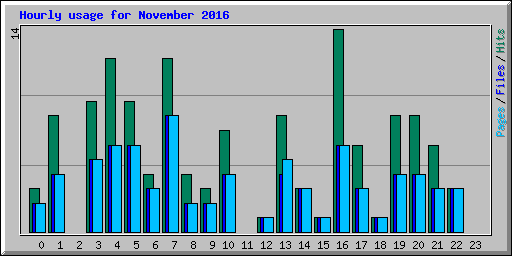 Hourly usage for November 2016
14
Pages / Files / Hits
0 1 2 3 4 5 6 7 8 9 10 11 12 13 14 15 16 17 18 19 20 21 22 23